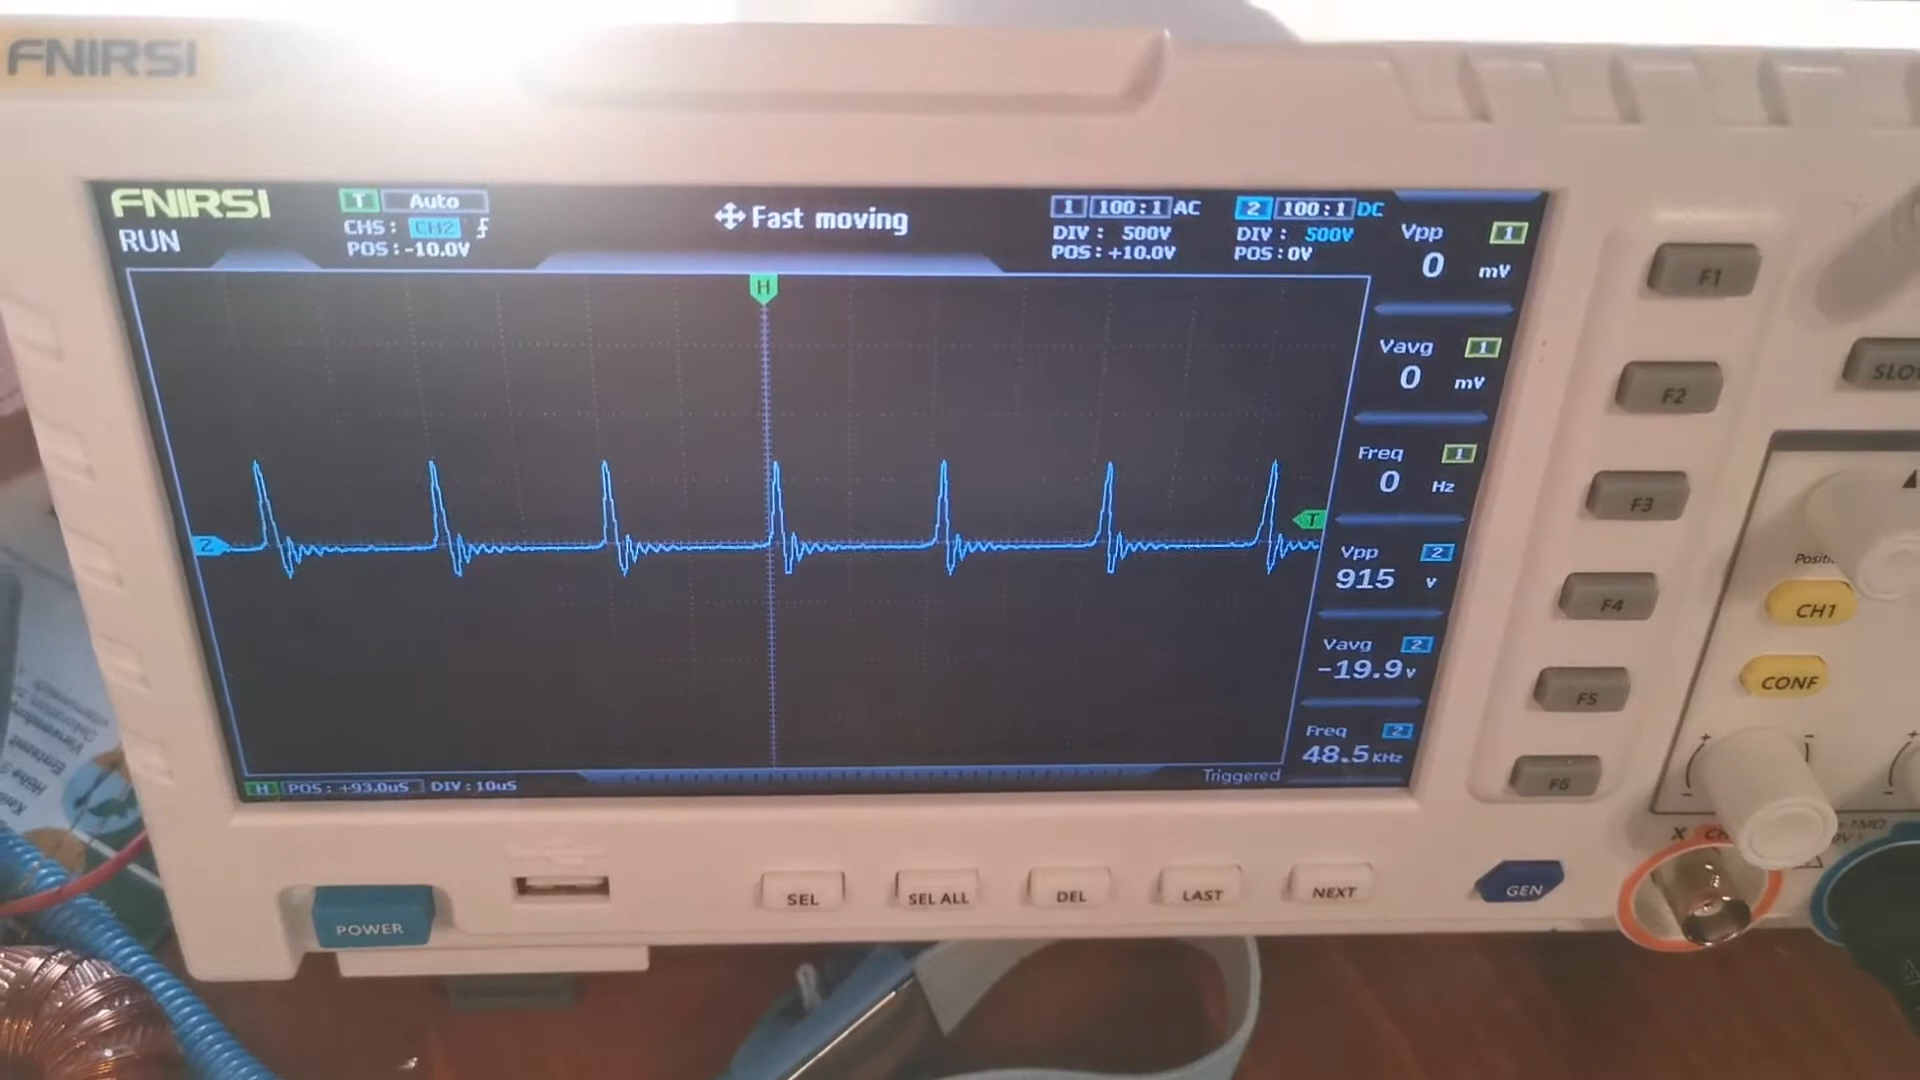 FNIRSI
FNIRSI
RUN
T Auto
CHS: CH2
POS:-10.0V
Fast moving
1 100:1 AC
DIV: 500V
POS:+10.0V
2 100:1 DC
DIV: 500V
POS:0V
Vpp 1
0 mV
Vavg 1
0 mV
Freq 1
0 Hz
Vpp 2
915 V
Vavg 2
-19.9V
Freq 2
48.5KHz
H
2
T
H POS: +93.0uS DIV:10uS
Triggered
F1
F2
F3
F4
F5
F6
CH1
CONF
POWER
SEL
SEL ALL
DEL
LAST
NEXT
GEN
X
1MΩ